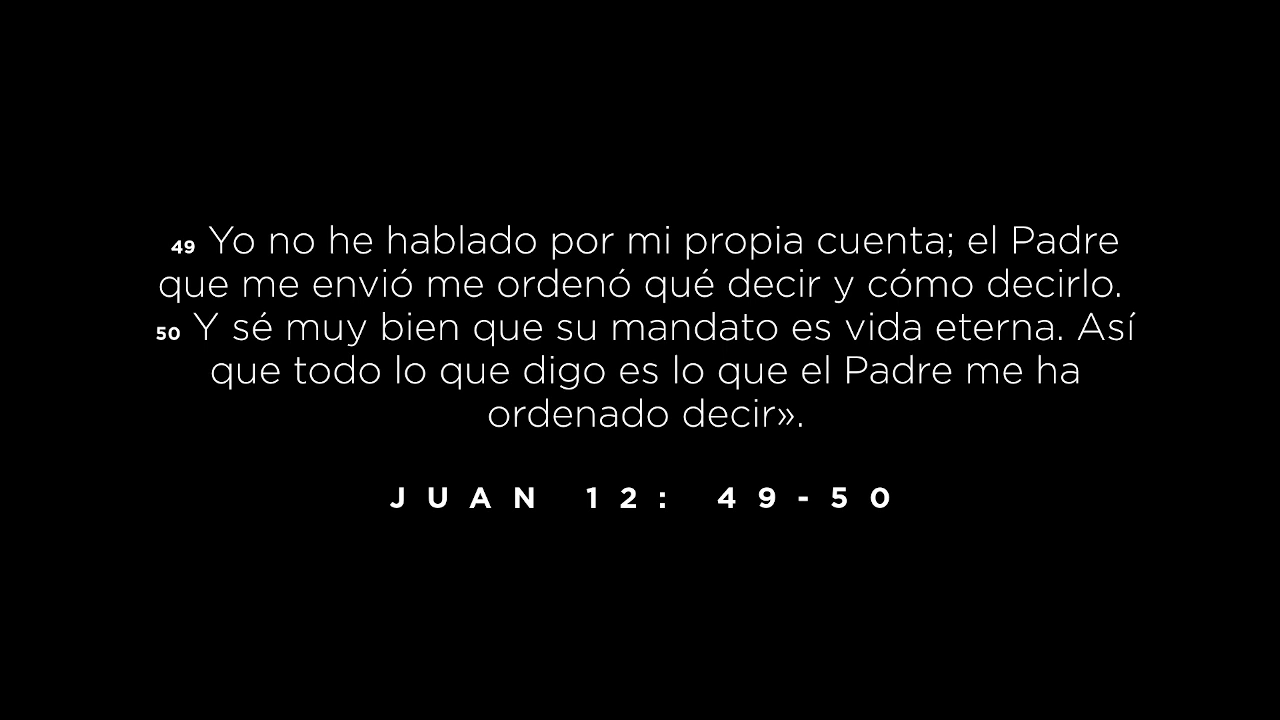 49 Yo no he hablado por mi propia cuenta; el Padre
que me envió me ordenó qué decir y cómo decirlo.
50 Y sé muy bien que su mandato es vida eterna. Así
que todo lo que digo es lo que el Padre me ha
ordenado decir».
JUAN 12: 49-50